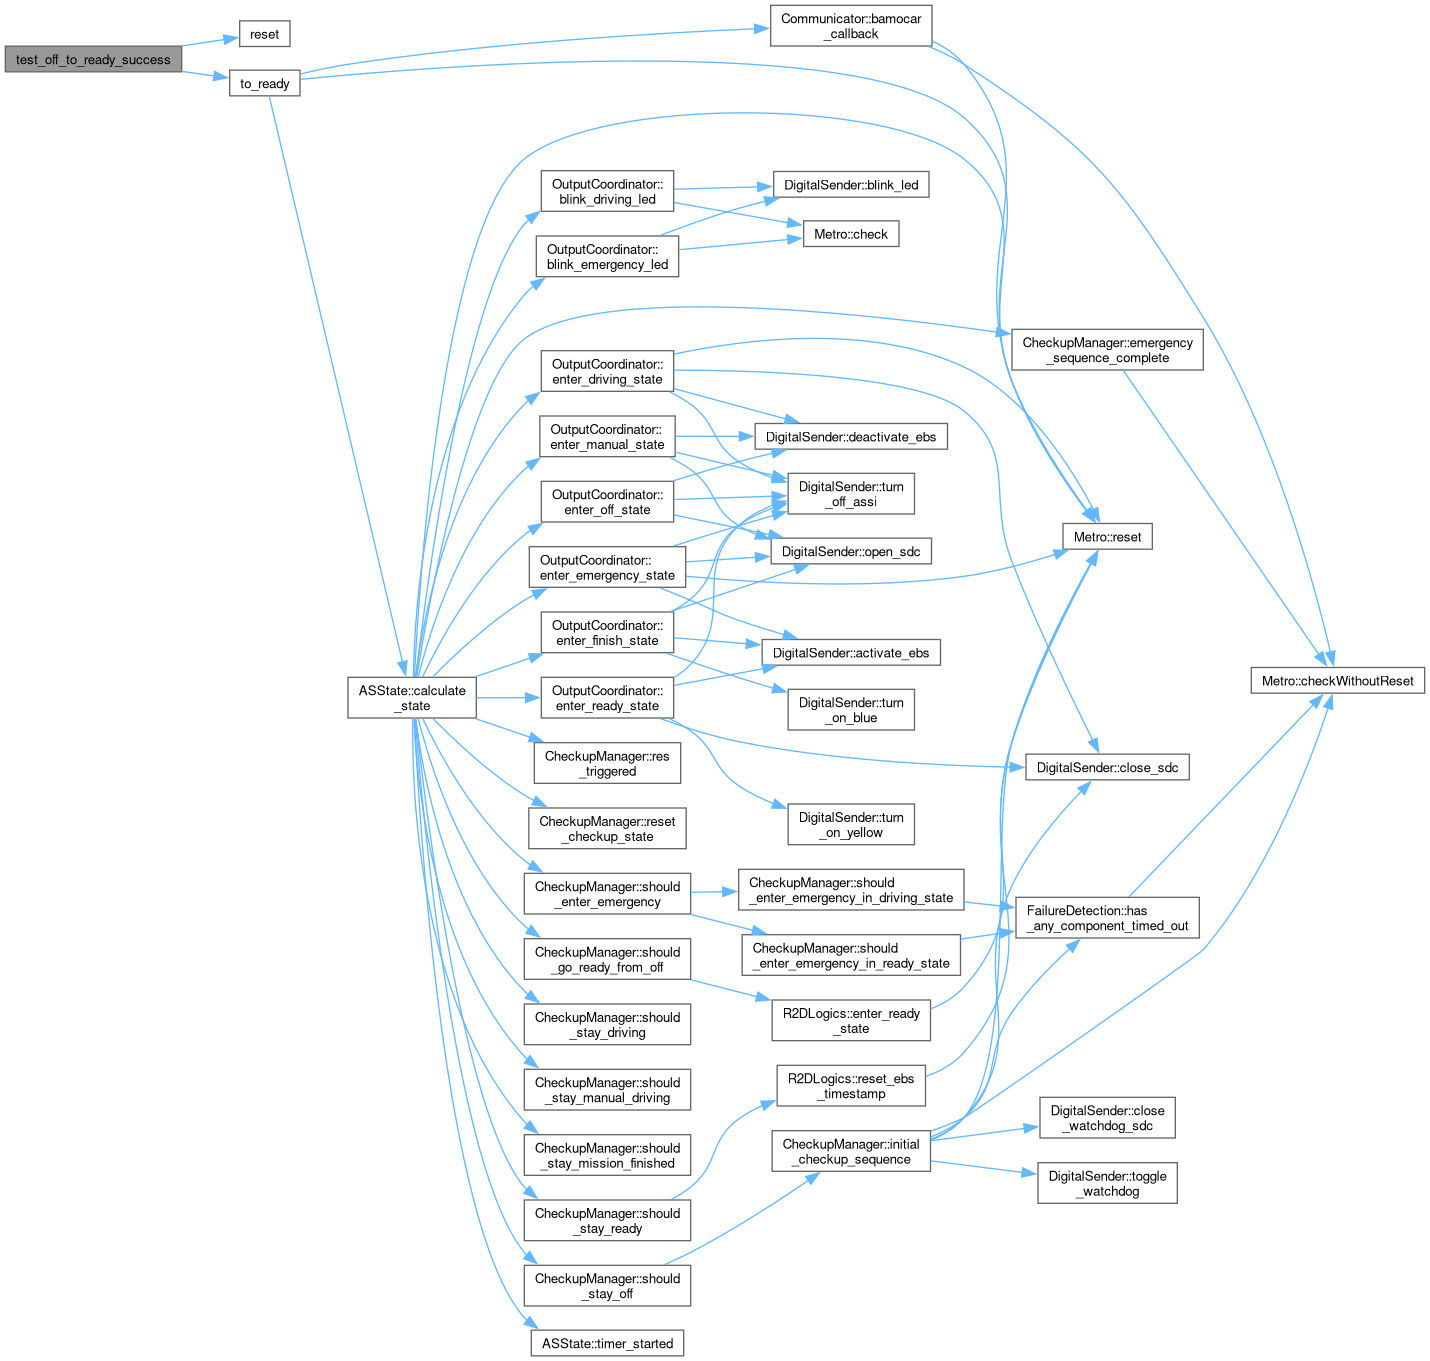 test_off_to_ready_success
reset
to_ready
ASState::calculate
_state
OutputCoordinator::
blink_driving_led
OutputCoordinator::
blink_emergency_led
OutputCoordinator::
enter_driving_state
OutputCoordinator::
enter_manual_state
OutputCoordinator::
enter_off_state
OutputCoordinator::
enter_emergency_state
OutputCoordinator::
enter_finish_state
OutputCoordinator::
enter_ready_state
CheckupManager::res
_triggered
CheckupManager::reset
_checkup_state
CheckupManager::should
_enter_emergency
CheckupManager::should
_go_ready_from_off
CheckupManager::should
_stay_driving
CheckupManager::should
_stay_manual_driving
CheckupManager::should
_stay_mission_finished
CheckupManager::should
_stay_ready
CheckupManager::should
_stay_off
ASState::timer_started
Communicator::bamocar
_callback
DigitalSender::blink_led
Metro::check
DigitalSender::deactivate_ebs
DigitalSender::turn
_off_assi
DigitalSender::open_sdc
DigitalSender::activate_ebs
DigitalSender::turn
_on_blue
DigitalSender::turn
_on_yellow
CheckupManager::should
_enter_emergency_in_driving_state
CheckupManager::should
_enter_emergency_in_ready_state
R2DLogics::enter_ready
_state
R2DLogics::reset_ebs
_timestamp
CheckupManager::initial
_checkup_sequence
CheckupManager::emergency
_sequence_complete
Metro::reset
DigitalSender::close_sdc
FailureDetection::has
_any_component_timed_out
DigitalSender::close
_watchdog_sdc
DigitalSender::toggle
_watchdog
Metro::checkWithoutReset